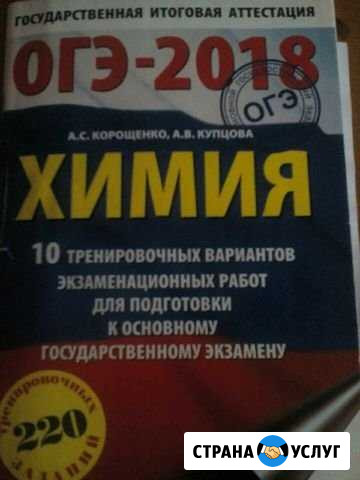 ГОСУДАРСТВЕННАЯ ИТОГОВАЯ АТТЕСТАЦИЯ
ОГЭ-2018
ОГЭ
А.С. КОРОЩЕНКО, А.В. КУПЦОВА
ХИМИЯ
10 ТРЕНИРОВОЧНЫХ ВАРИАНТОВ
ЭКЗАМЕНАЦИОННЫХ РАБОТ
ДЛЯ ПОДГОТОВКИ
К ОСНОВНОМУ
ГОСУДАРСТВЕННОМУ ЭКЗАМЕНУ
тренировочных
220
ЗАДАНИЙ
СТРАНА УСЛУГ